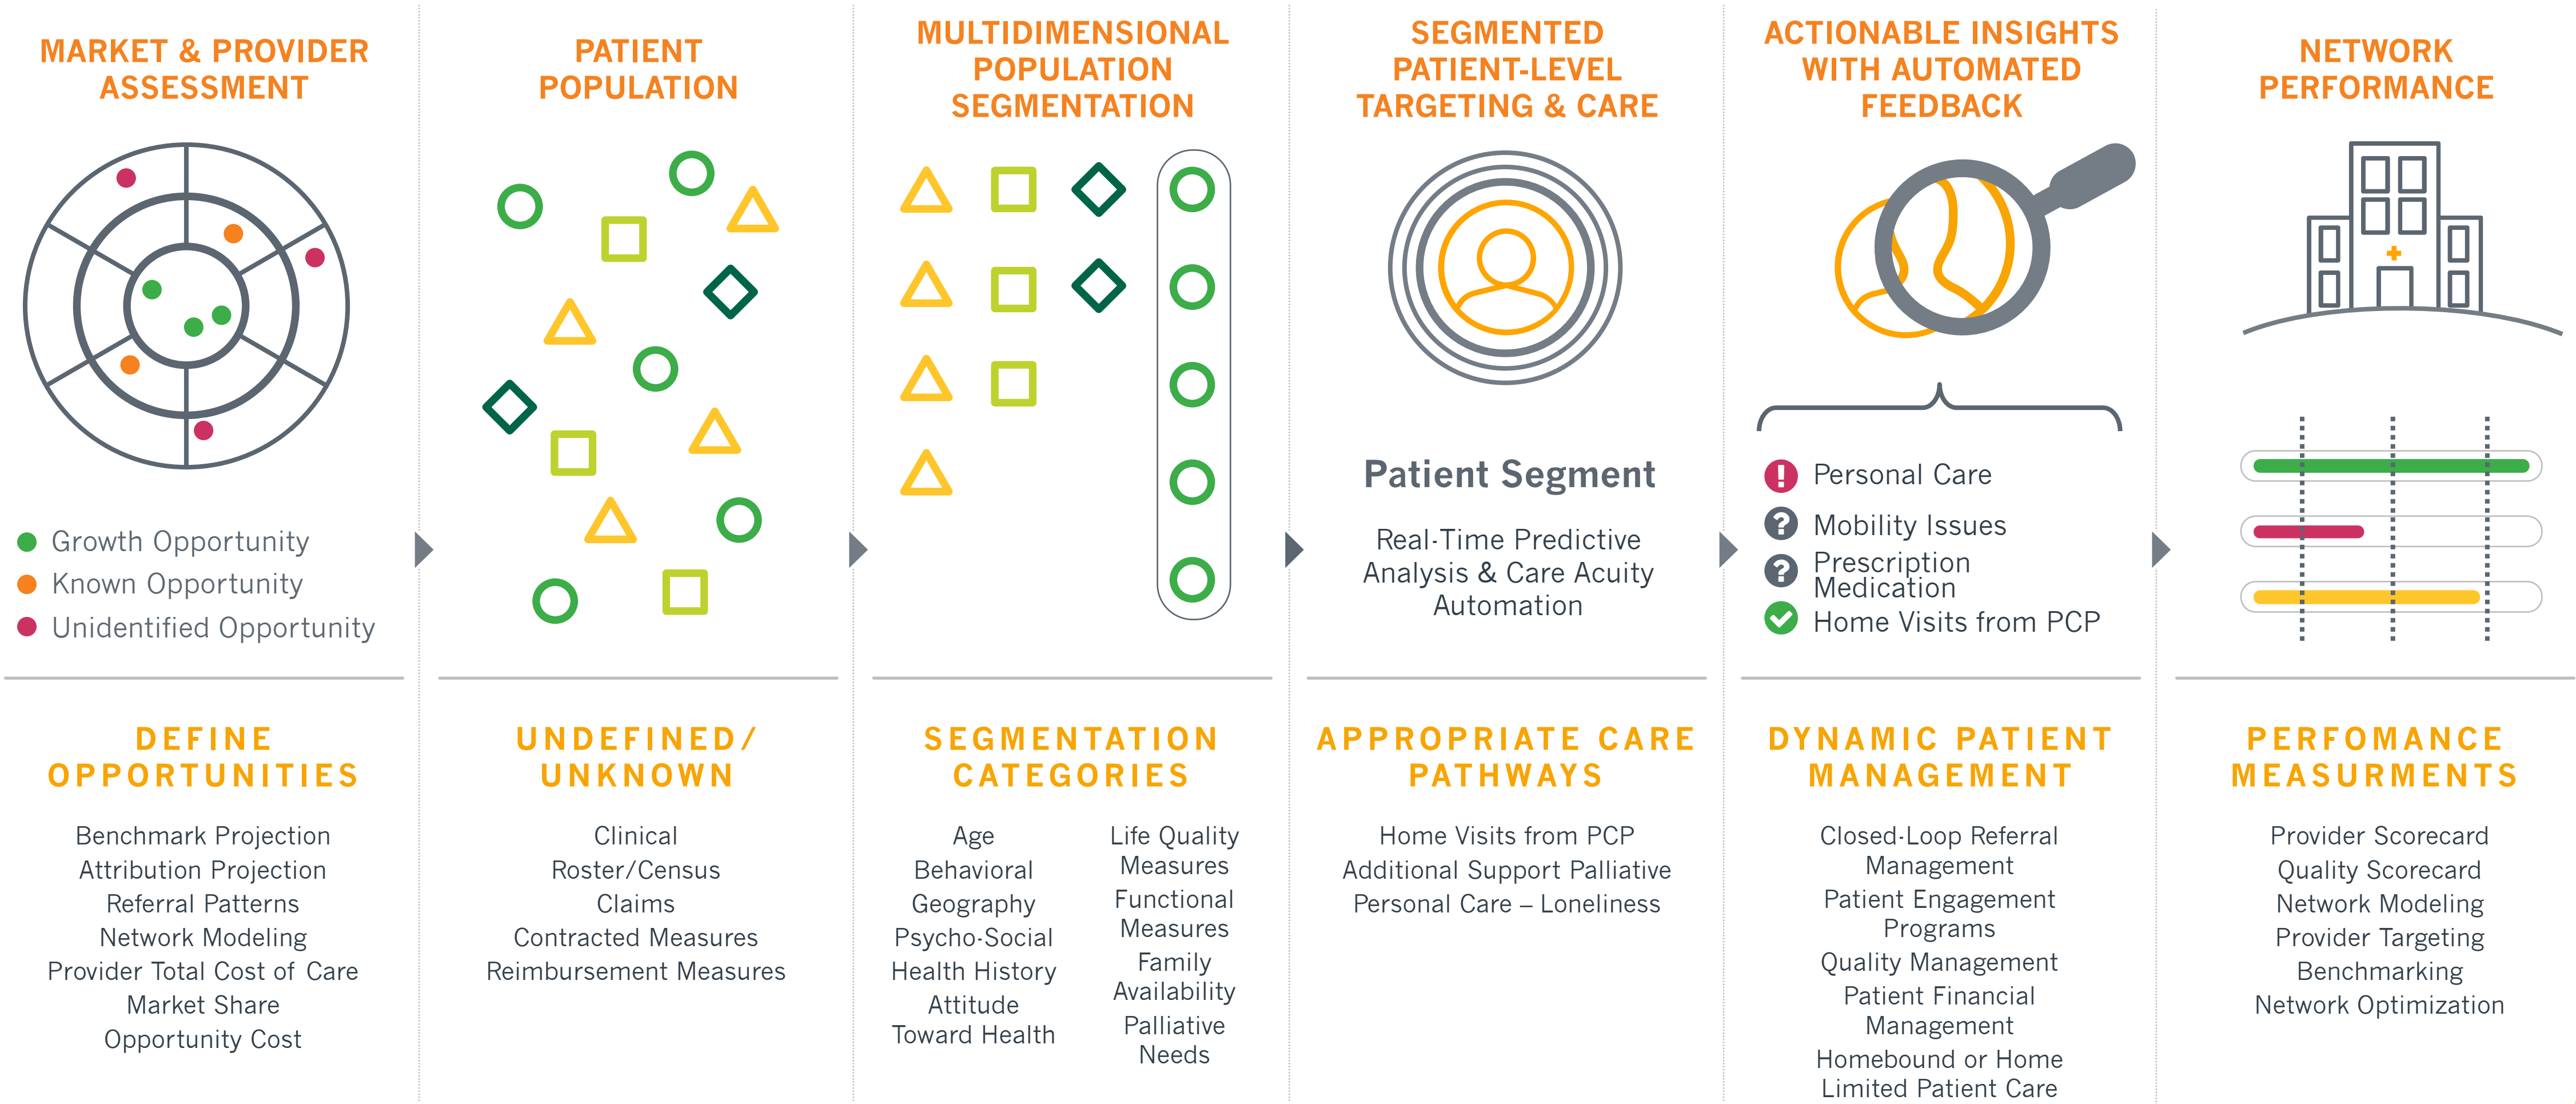 MARKET & PROVIDER
ASSESSMENT
Growth Opportunity
Known Opportunity
Unidentified Opportunity
DEFINE
OPPORTUNITIES
Benchmark Projection
Attribution Projection
Referral Patterns
Network Modeling
Provider Total Cost of Care
Market Share
Opportunity Cost
PATIENT
POPULATION
UNDEFINED/
UNKNOWN
Clinical
Roster/Census
Claims
Contracted Measures
Reimbursement Measures
MULTIDIMENSIONAL
POPULATION
SEGMENTATION
SEGMENTATION
CATEGORIES
Age
Behavioral
Geography
Psycho-Social
Health History
Attitude
Toward Health
Life Quality
Measures
Functional
Measures
Family
Availability
Palliative
Needs
SEGMENTED
PATIENT-LEVEL
TARGETING & CARE
Patient Segment
Real-Time Predictive
Analysis & Care Acuity
Automation
APPROPRIATE CARE
PATHWAYS
Home Visits from PCP
Additional Support Palliative
Personal Care – Loneliness
ACTIONABLE INSIGHTS
WITH AUTOMATED
FEEDBACK
! Personal Care
? Mobility Issues
? Prescription
Medication
Home Visits from PCP
DYNAMIC PATIENT
MANAGEMENT
Closed-Loop Referral
Management
Patient Engagement
Programs
Quality Management
Patient Financial
Management
Homebound or Home
Limited Patient Care
NETWORK
PERFORMANCE
PERFOMANCE
MEASURMENTS
Provider Scorecard
Quality Scorecard
Network Modeling
Provider Targeting
Benchmarking
Network Optimization